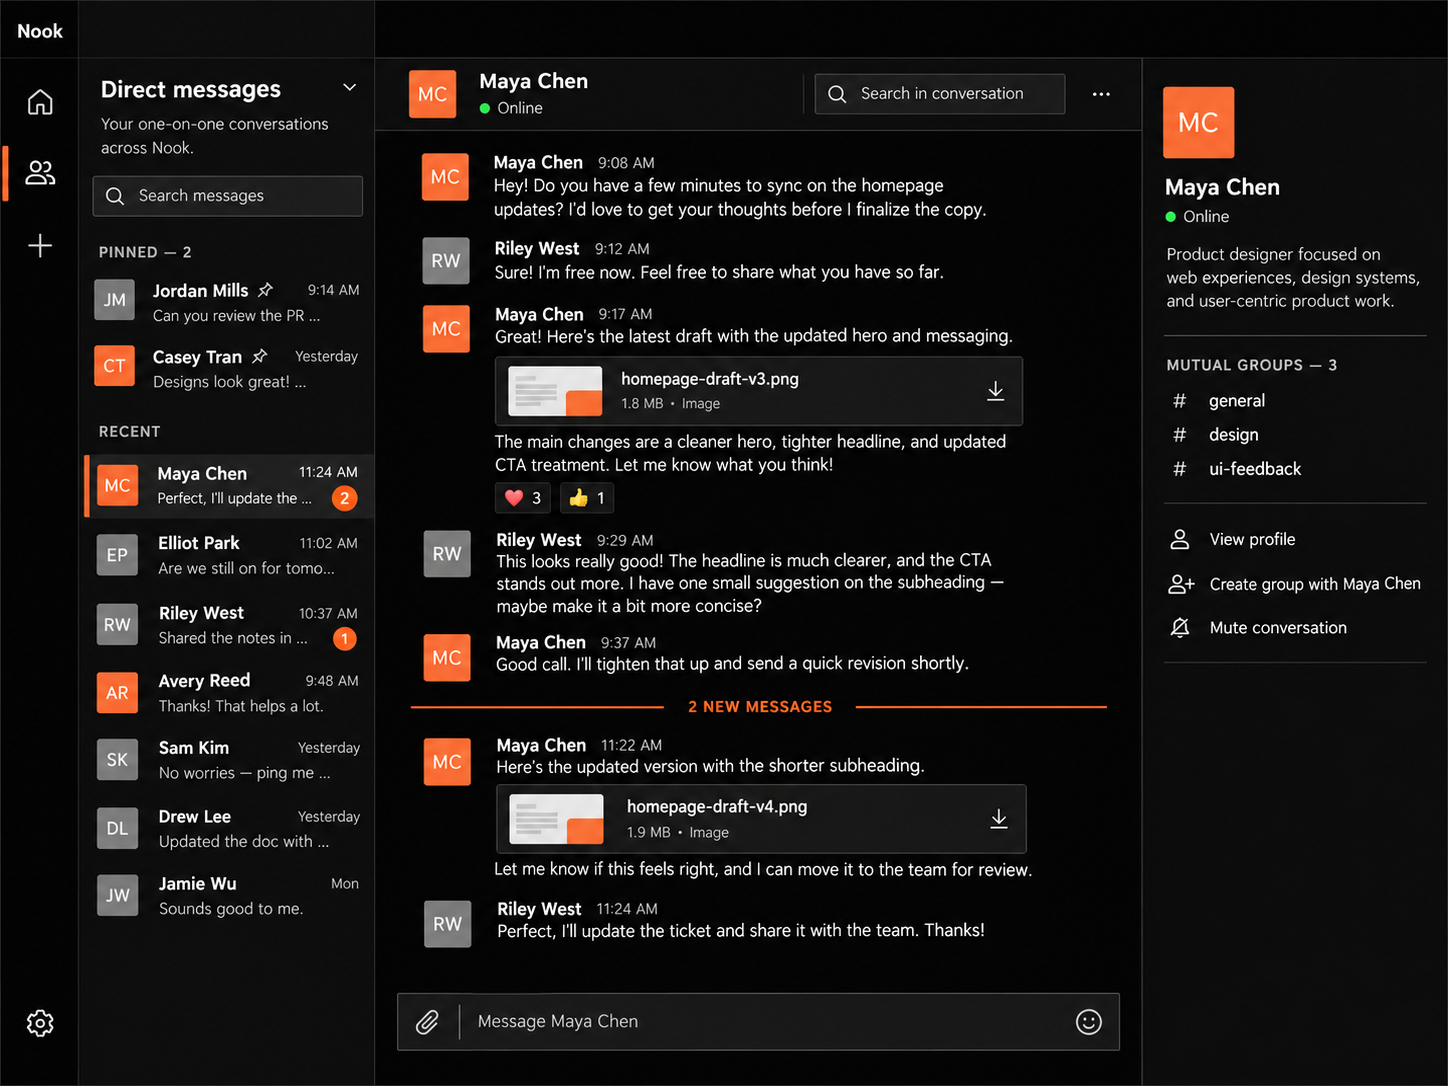 Nook
Direct messages
Your one-on-one conversations
across Nook.
Search messages
PINNED — 2
JM
Jordan Mills 9:14 AM
Can you review the PR ...
CT
Casey Tran Yesterday
Designs look great! ...
RECENT
MC
Maya Chen 11:24 AM
Perfect, I'll update the ... 2
EP
Elliot Park 11:02 AM
Are we still on for tomo...
RW
Riley West 10:37 AM
Shared the notes in ... 1
AR
Avery Reed 9:48 AM
Thanks! That helps a lot.
SK
Sam Kim Yesterday
No worries — ping me ...
DL
Drew Lee Yesterday
Updated the doc with ...
JW
Jamie Wu Mon
Sounds good to me.
MC
Maya Chen
Online
Search in conversation
MC
Maya Chen 9:08 AM
Hey! Do you have a few minutes to sync on the homepage
updates? I'd love to get your thoughts before I finalize the copy.
RW
Riley West 9:12 AM
Sure! I'm free now. Feel free to share what you have so far.
MC
Maya Chen 9:17 AM
Great! Here's the latest draft with the updated hero and messaging.
homepage-draft-v3.png
1.8 MB • Image
The main changes are a cleaner hero, tighter headline, and updated
CTA treatment. Let me know what you think!
❤️ 3 👍 1
RW
Riley West 9:29 AM
This looks really good! The headline is much clearer, and the CTA
stands out more. I have one small suggestion on the subheading —
maybe make it a bit more concise?
MC
Maya Chen 9:37 AM
Good call. I'll tighten that up and send a quick revision shortly.
2 NEW MESSAGES
MC
Maya Chen 11:22 AM
Here's the updated version with the shorter subheading.
homepage-draft-v4.png
1.9 MB • Image
Let me know if this feels right, and I can move it to the team for review.
RW
Riley West 11:24 AM
Perfect, I'll update the ticket and share it with the team. Thanks!
Message Maya Chen
MC
Maya Chen
Online
Product designer focused on
web experiences, design systems,
and user-centric product work.
MUTUAL GROUPS — 3
# general
# design
# ui-feedback
View profile
Create group with Maya Chen
Mute conversation